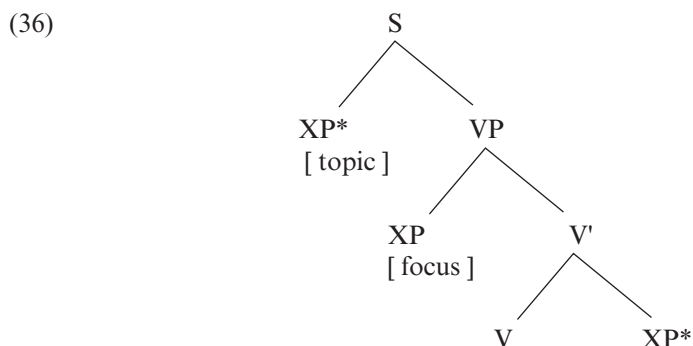 (36) S
XP* VP
[ topic ]
XP V'
[ focus ]
V XP*